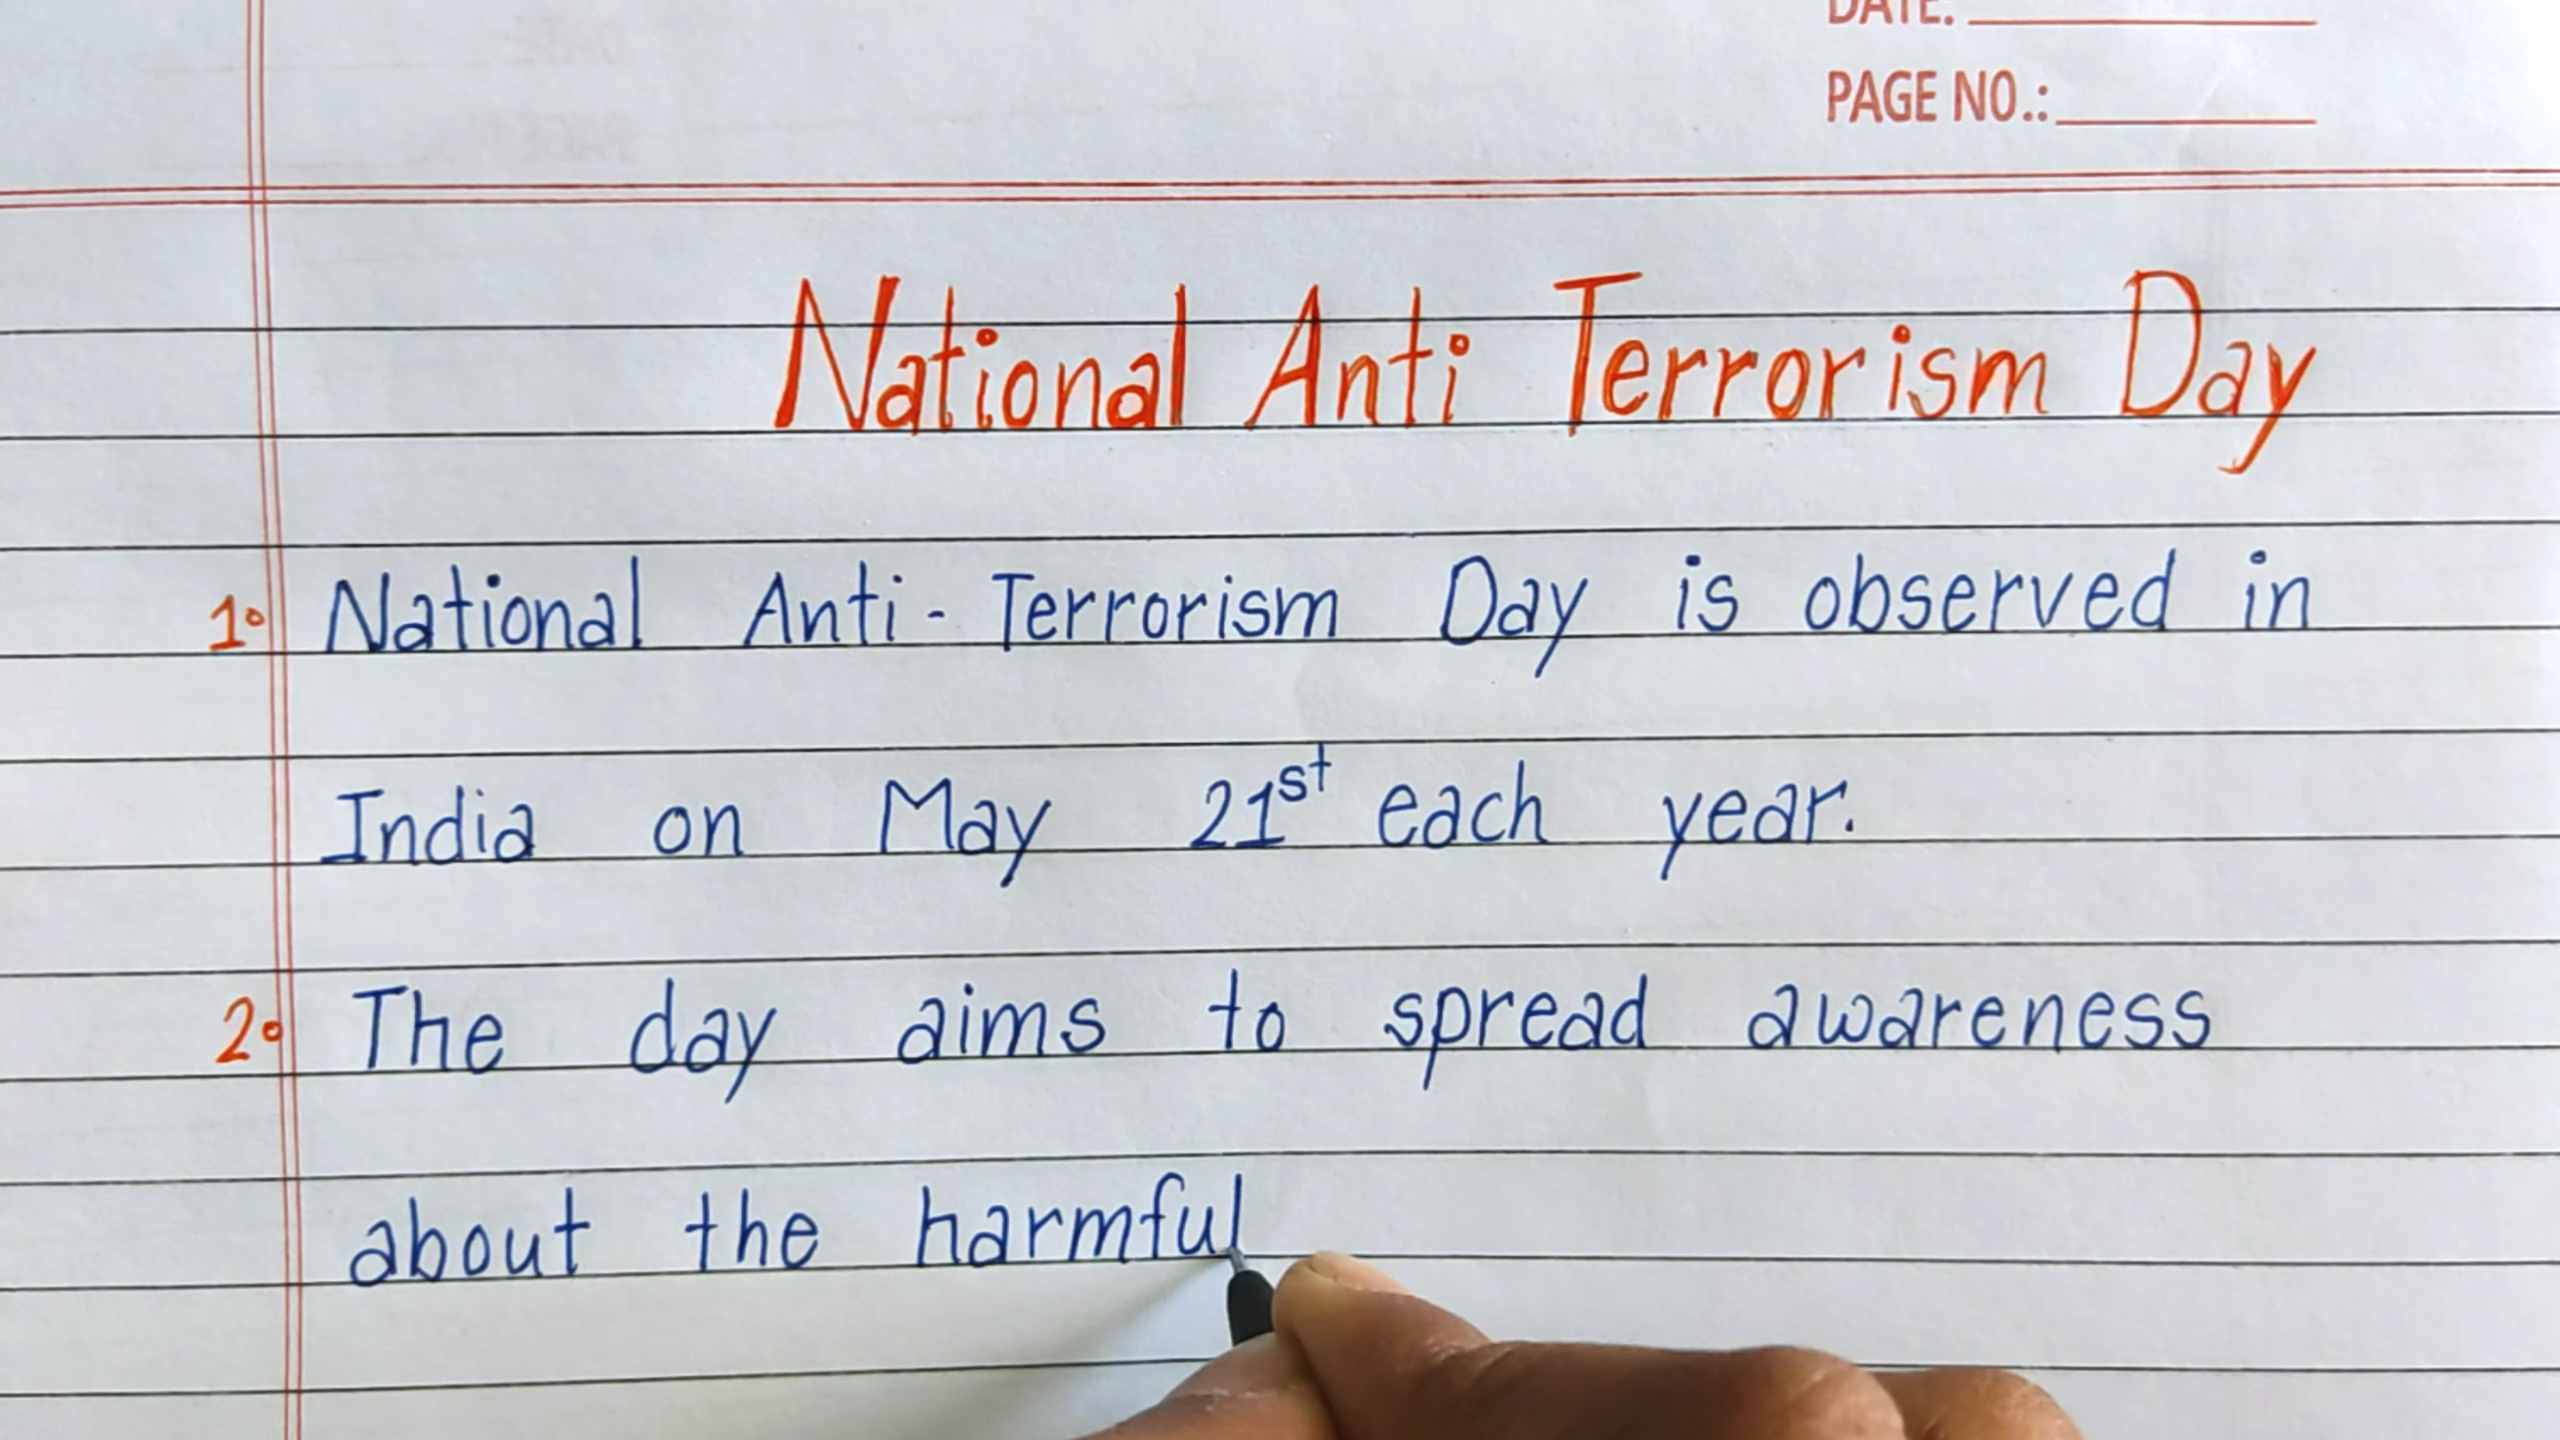 DATE:
PAGE NO.:
National Anti Terrorism Day
1. National Anti-Terrorism Day is observed in
India on May 21st each year.
2. The day aims to spread awareness
about the harmful